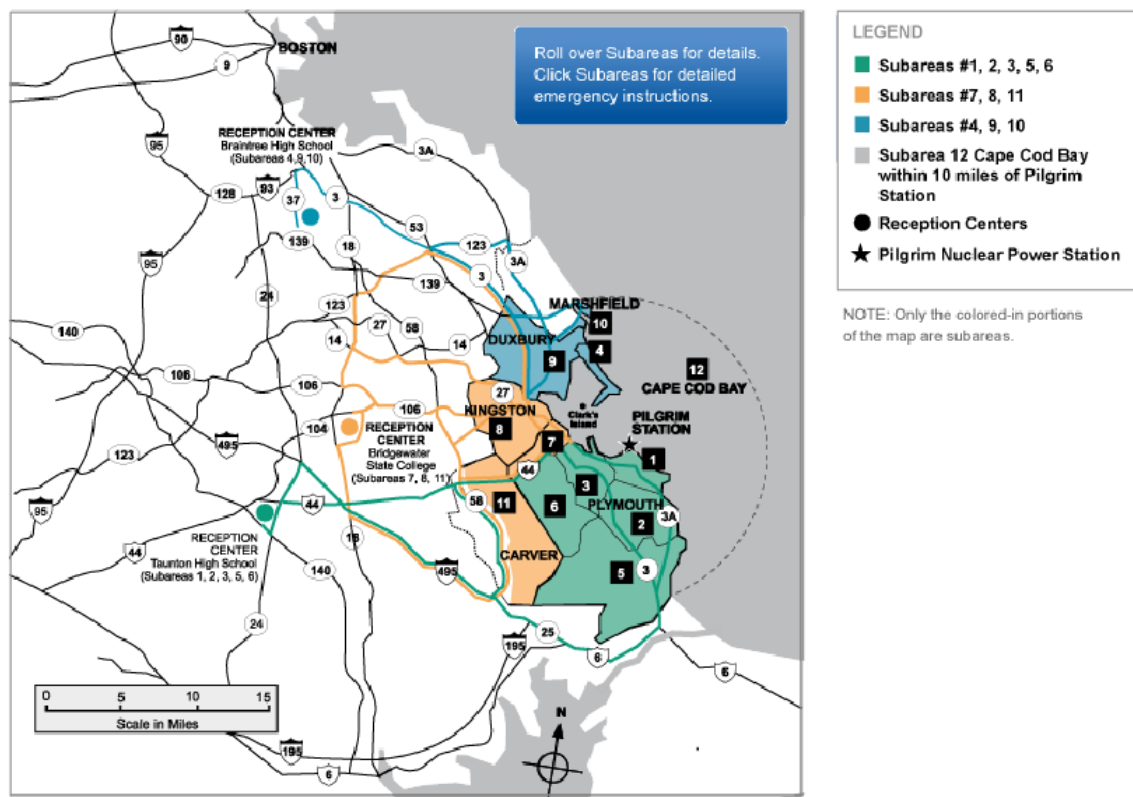 BOSTON
90
9
Roll over Subareas for details.
Click Subareas for detailed
emergency instructions.
RECEPTION CENTER
Braintree High School
(Subareas 4,9,10)
95
3A
128
93
37
3
139
18
53
123
3A
95
24
139
3
123
27
58
14
14
140
MARSHFIELD
10
DUXBURY
9
4
12
CAPE COD BAY
106
106
27
KINGSTON
Clark's
Island
PILGRIM
STATION
106
8
104
RECEPTION
CENTER
Bridgewater
State College
(Subareas 7, 8, 11)
7
1
495
123
44
3
58
11
6
PLYMOUTH
2
3A
95
44
RECEPTION
CENTER
Taunton High School
(Subareas 1, 2, 3, 5, 6)
18
44
CARVER
5
3
140
495
24
25
195
6
6
0 5 10 15
Scale in Miles
N
195
6
LEGEND
Subareas #1, 2, 3, 5, 6
Subareas #7, 8, 11
Subareas #4, 9, 10
Subarea 12 Cape Cod Bay
within 10 miles of Pilgrim
Station
Reception Centers
Pilgrim Nuclear Power Station
NOTE: Only the colored-in portions
of the map are subareas.